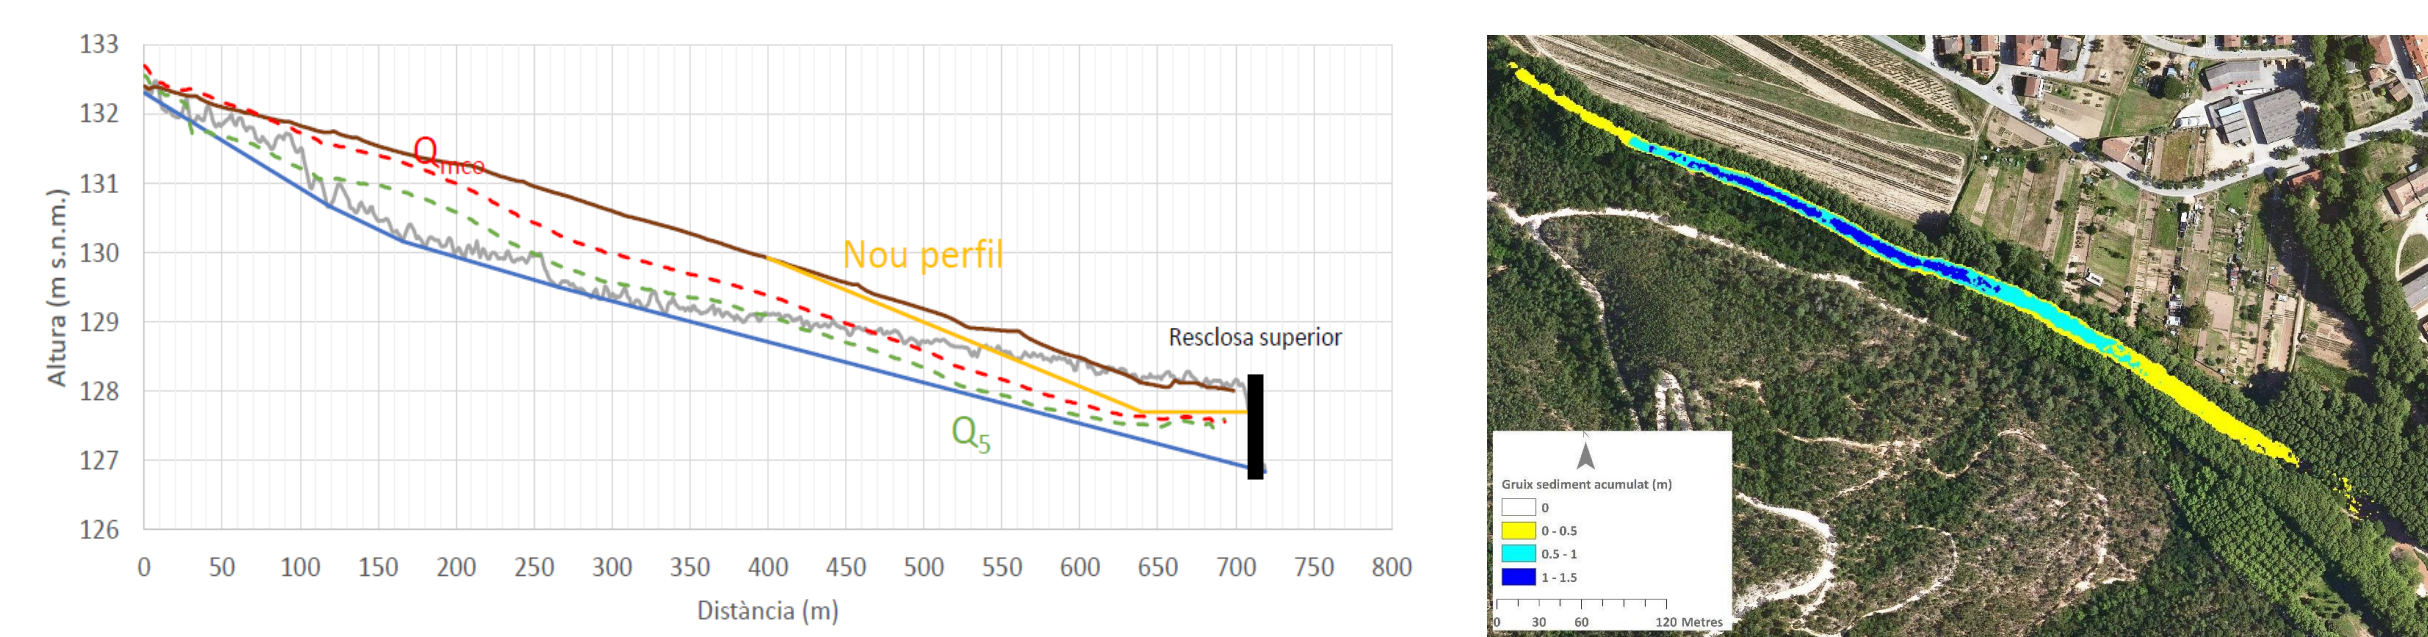 133
132
131
130
129
128
127
126
Altura (m s.n.m.)
Qmco
Nou perfil
Resclosa superior
Q5
0 50 100 150 200 250 300 350 400 450 500 550 600 650 700 750 800
Distància (m)
Gruix sediment acumulat (m)
0
0 - 0.5
0.5 - 1
1 - 1.5
0 30 60 120 Metres